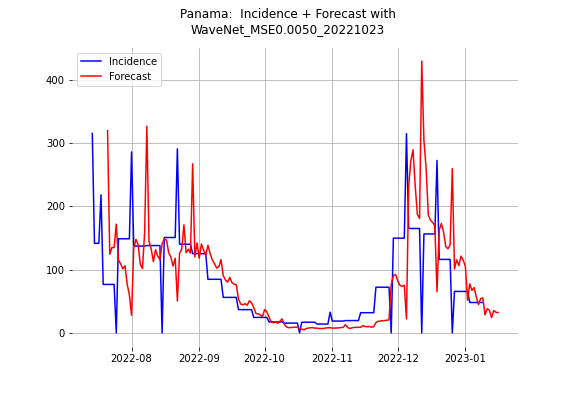 Panama:  Incidence + Forecast with
WaveNet_MSE0.0050_20221023
Incidence
Forecast
400
300
200
100
0
2022-08
2022-09
2022-10
2022-11
2022-12
2023-01